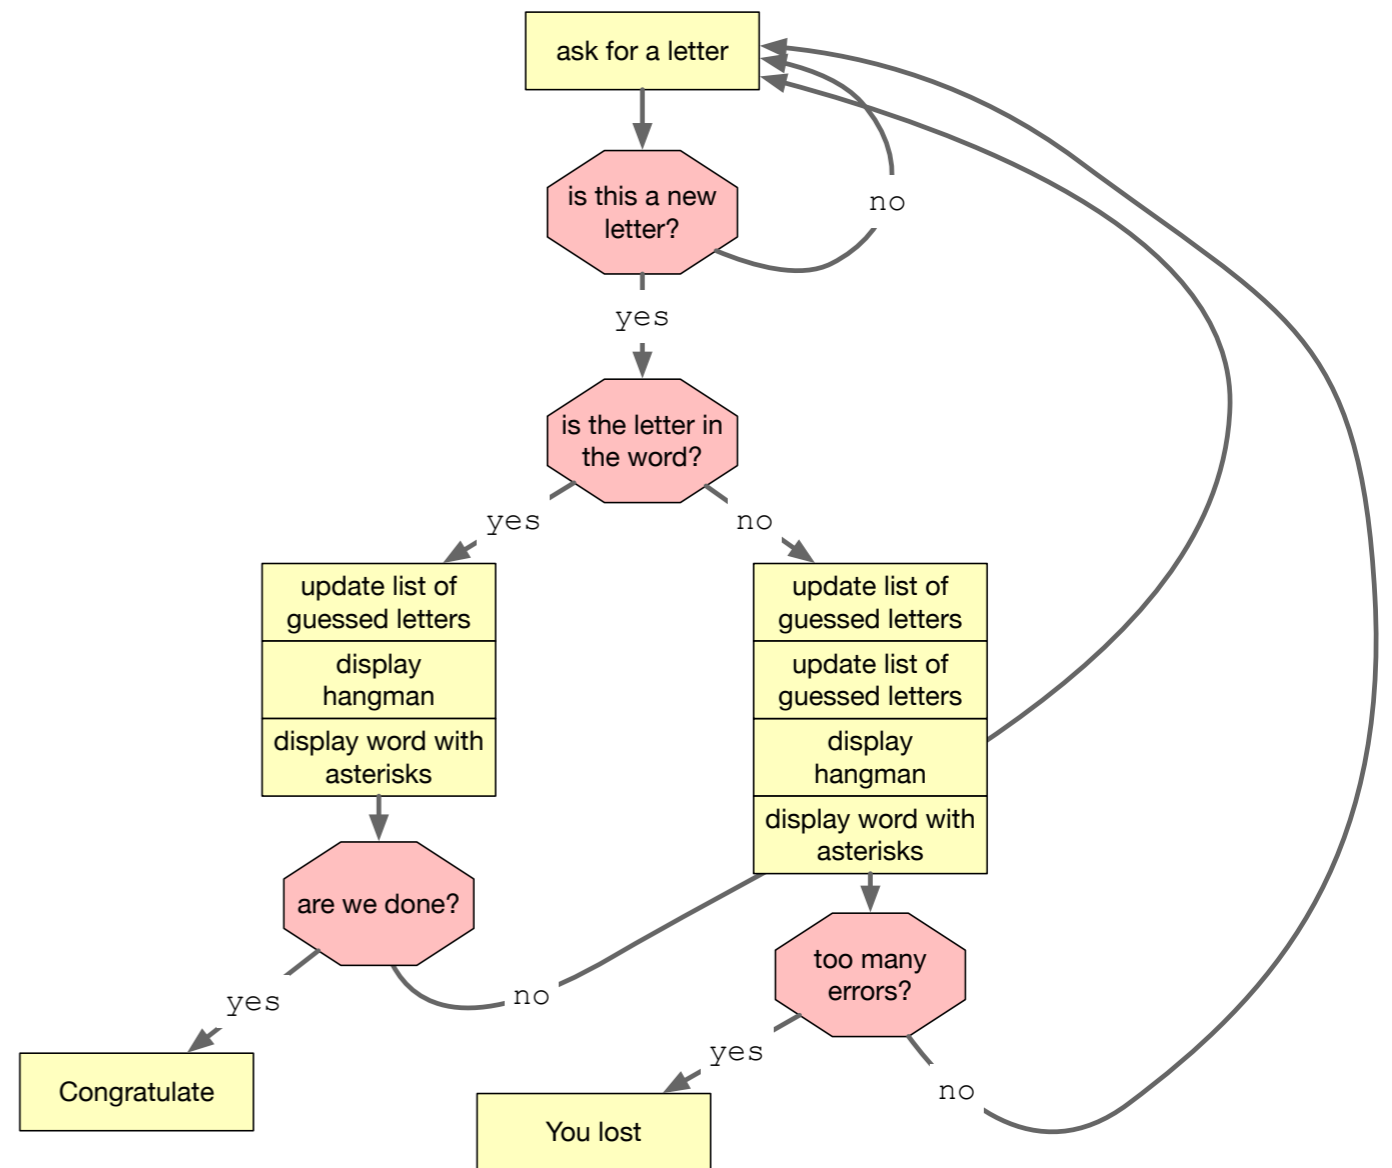 ask for a letter
is this a new
letter?
no
yes
is the letter in
the word?
yes
no
update list of
guessed letters
display
hangman
display word with
asterisks
update list of
guessed letters
update list of
guessed letters
display
hangman
display word with
asterisks
are we done?
too many
errors?
yes
no
yes
no
Congratulate
You lost